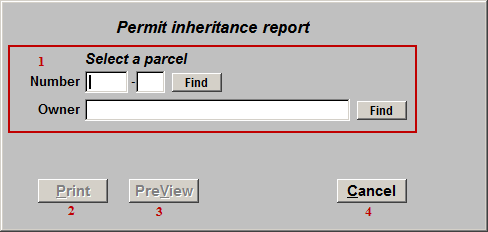 Permit inheritance report
1 Select a parcel
Number - Find
Owner Find
Print PreView Cancel
2 3 4